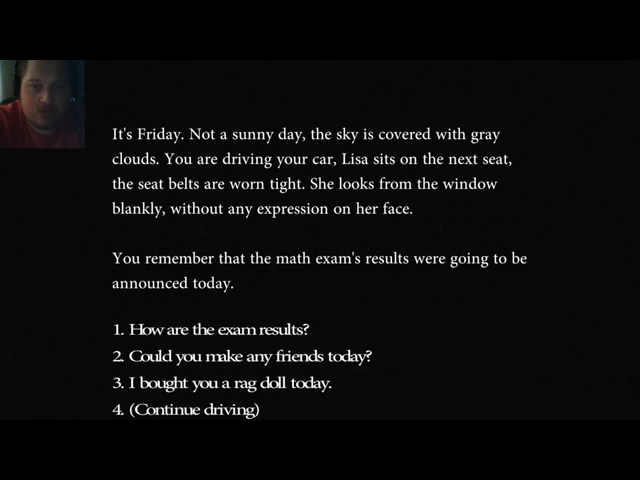 It's Friday. Not a sunny day, the sky is covered with gray
clouds. You are driving your car, Lisa sits on the next seat,
the seat belts are worn tight. She looks from the window
blankly, without any expression on her face.
You remember that the math exam's results were going to be
announced today.
1. How are the exam results?
2. Could you make any friends today?
3. I bought you a rag doll today.
4. (Continue driving)